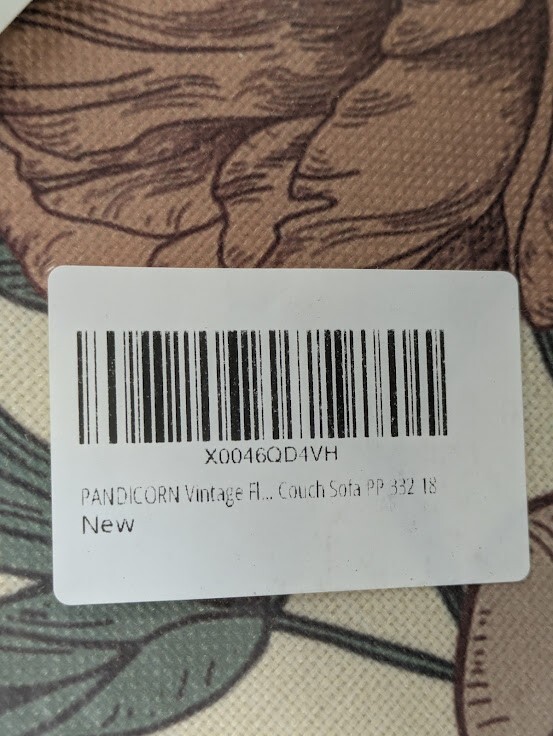 X0046QD4VH
PANDICORN Vintage Fl... Couch Sofa PP 332 18
New